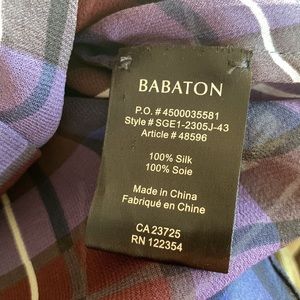 BABATON
P.O. # 4500035581
Style # SGE1-2305J-43
Article # 48596
100% Silk
100% Soie
Made in China
Fabriqué en Chine
CA 23725
RN 122354